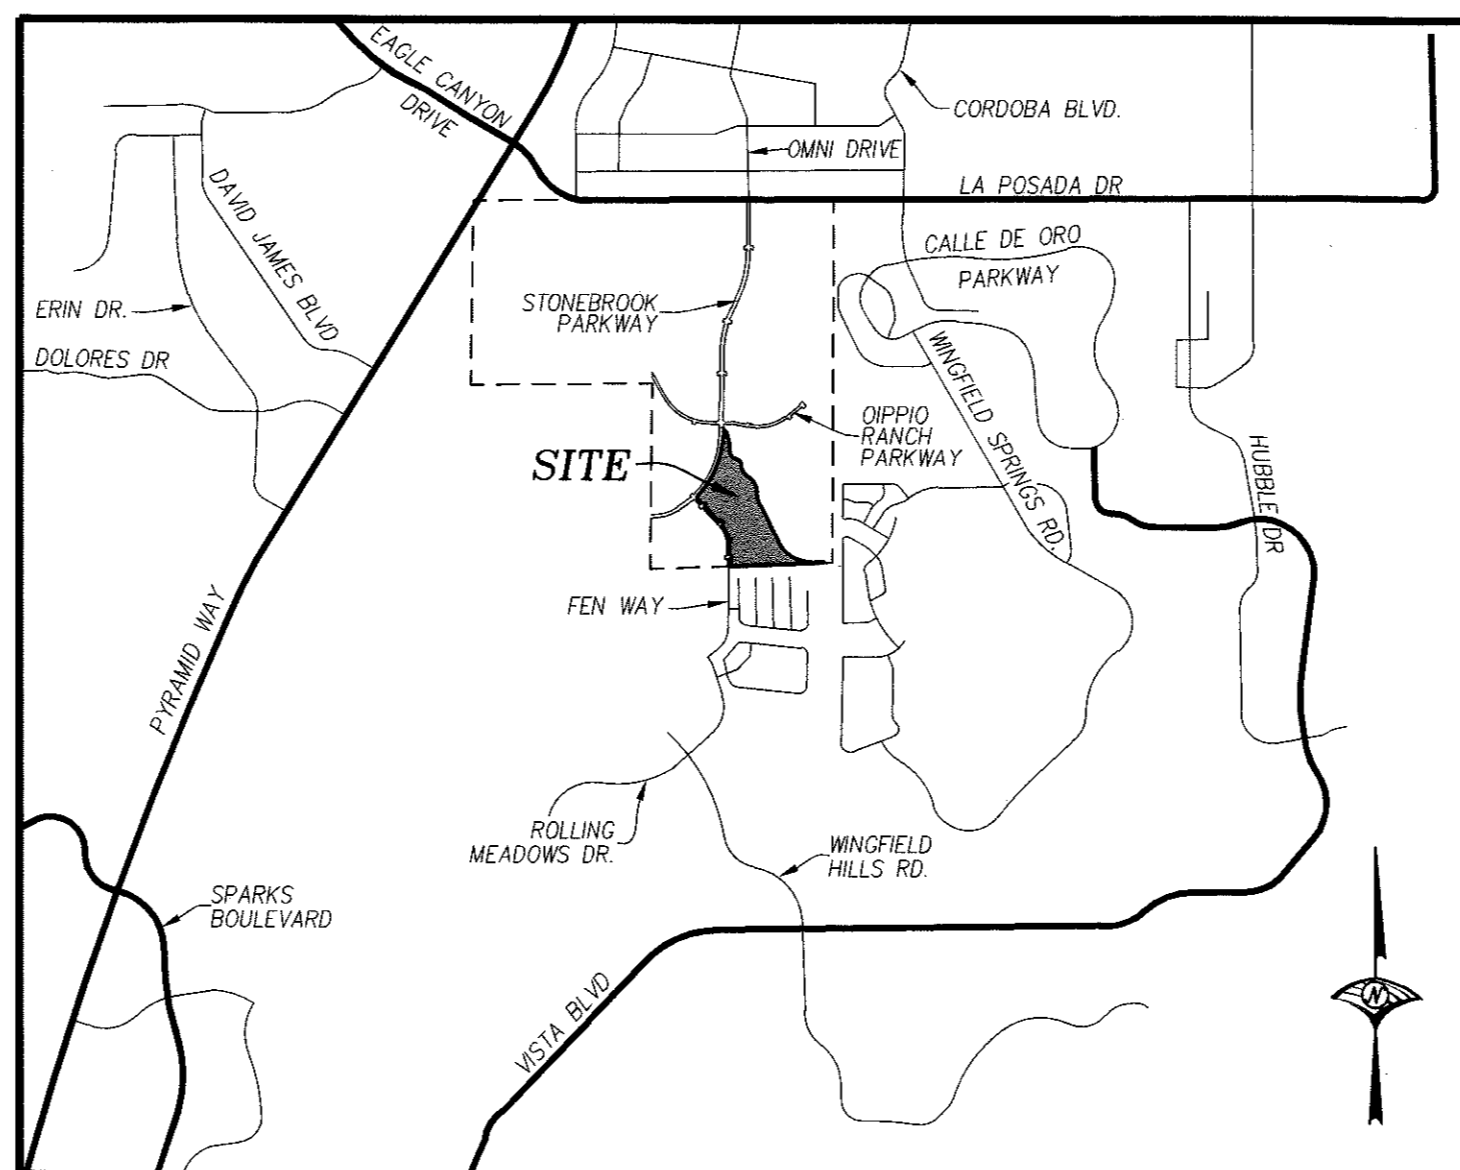 EAGLE CANYON
DRIVE
CORDOBA BLVD.
OMNI DRIVE
LA POSADA DR
DAVID JAMES BLVD
CALLE DE ORO
PARKWAY
ERIN DR.
STONEBROOK
PARKWAY
DOLORES DR
WINGFIELD SPRINGS RD.
OIPPIO
RANCH
PARKWAY
HUBBLE DR
SITE
FEN WAY
PYRAMID WAY
ROLLING
MEADOWS DR.
WINGFIELD
HILLS RD.
SPARKS
BOULEVARD
VISTA BLVD
N